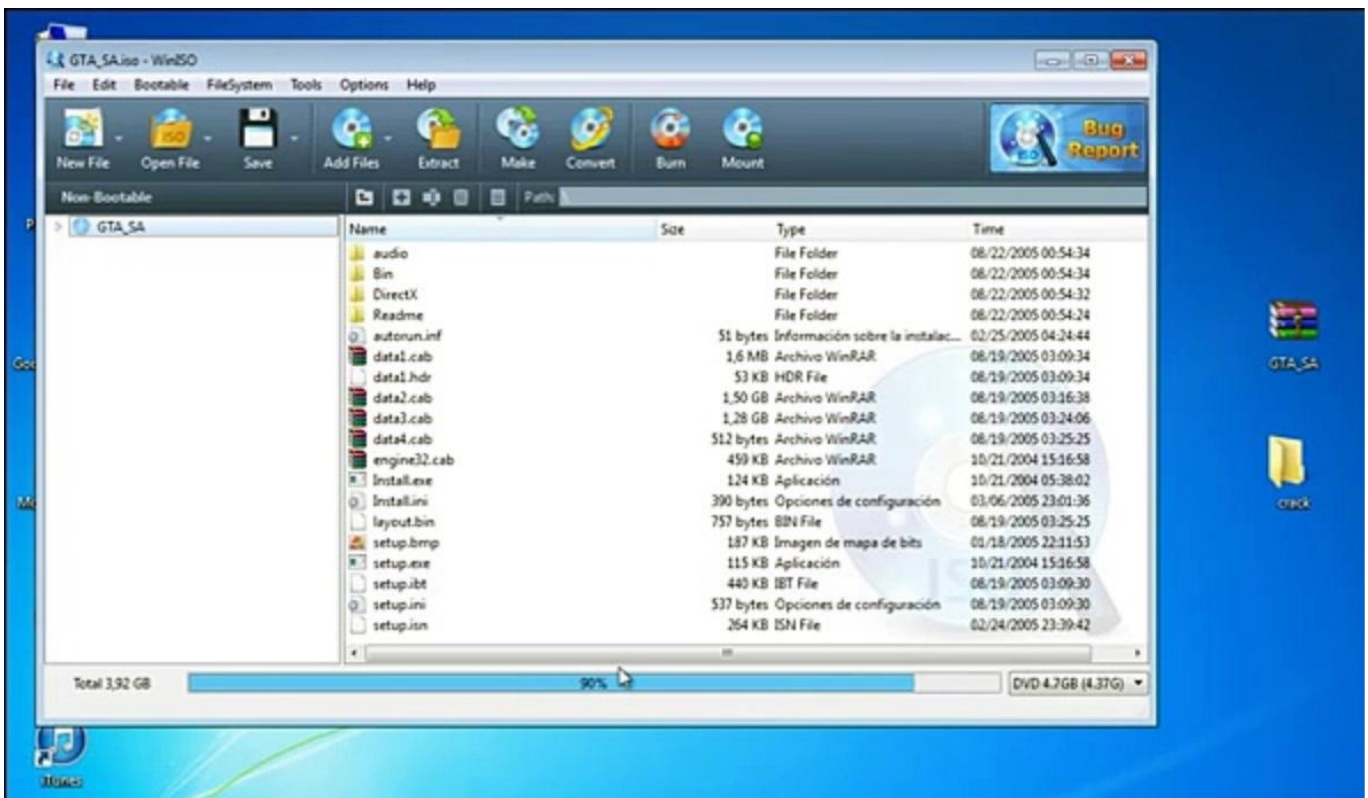 GTA_SA.iso - WinISO
File Edit Bootable FileSystem Tools Options Help
New File Open File Save Add Files Extract Make Convert Burn Mount
ISO
Bug Report
Non-Bootable Path: \
GTA_SA
Name Size Type Time
audio File Folder 08/22/2005 00:54:34
Bin File Folder 08/22/2005 00:54:34
DirectX File Folder 08/22/2005 00:54:32
Readme File Folder 08/22/2005 00:54:24
autorun.inf 51 bytes Información sobre la instalac... 02/25/2005 04:24:44
data1.cab 1,6 MB Archivo WinRAR 08/19/2005 03:09:34
data1.hdr 53 KB HDR File 08/19/2005 03:09:34
data2.cab 1,50 GB Archivo WinRAR 08/19/2005 03:16:38
data3.cab 1,28 GB Archivo WinRAR 08/19/2005 03:24:06
data4.cab 512 bytes Archivo WinRAR 08/19/2005 03:25:25
engine32.cab 459 KB Archivo WinRAR 10/21/2004 15:16:58
Install.exe 124 KB Aplicación 10/21/2004 05:38:02
Install.ini 390 bytes Opciones de configuración 03/06/2005 23:01:36
layout.bin 757 bytes BIN File 08/19/2005 03:25:25
setup.bmp 187 KB Imagen de mapa de bits 01/18/2005 22:11:53
setup.exe 115 KB Aplicación 10/21/2004 15:16:58
setup.ibt 440 KB IBT File 08/19/2005 03:09:30
setup.ini 537 bytes Opciones de configuración 08/19/2005 03:09:30
setup.isn 264 KB ISN File 02/24/2005 23:39:42
Total 3,92 GB 90% DVD 4.7GB (4.37G)
GTA_SA
crack
iTunes